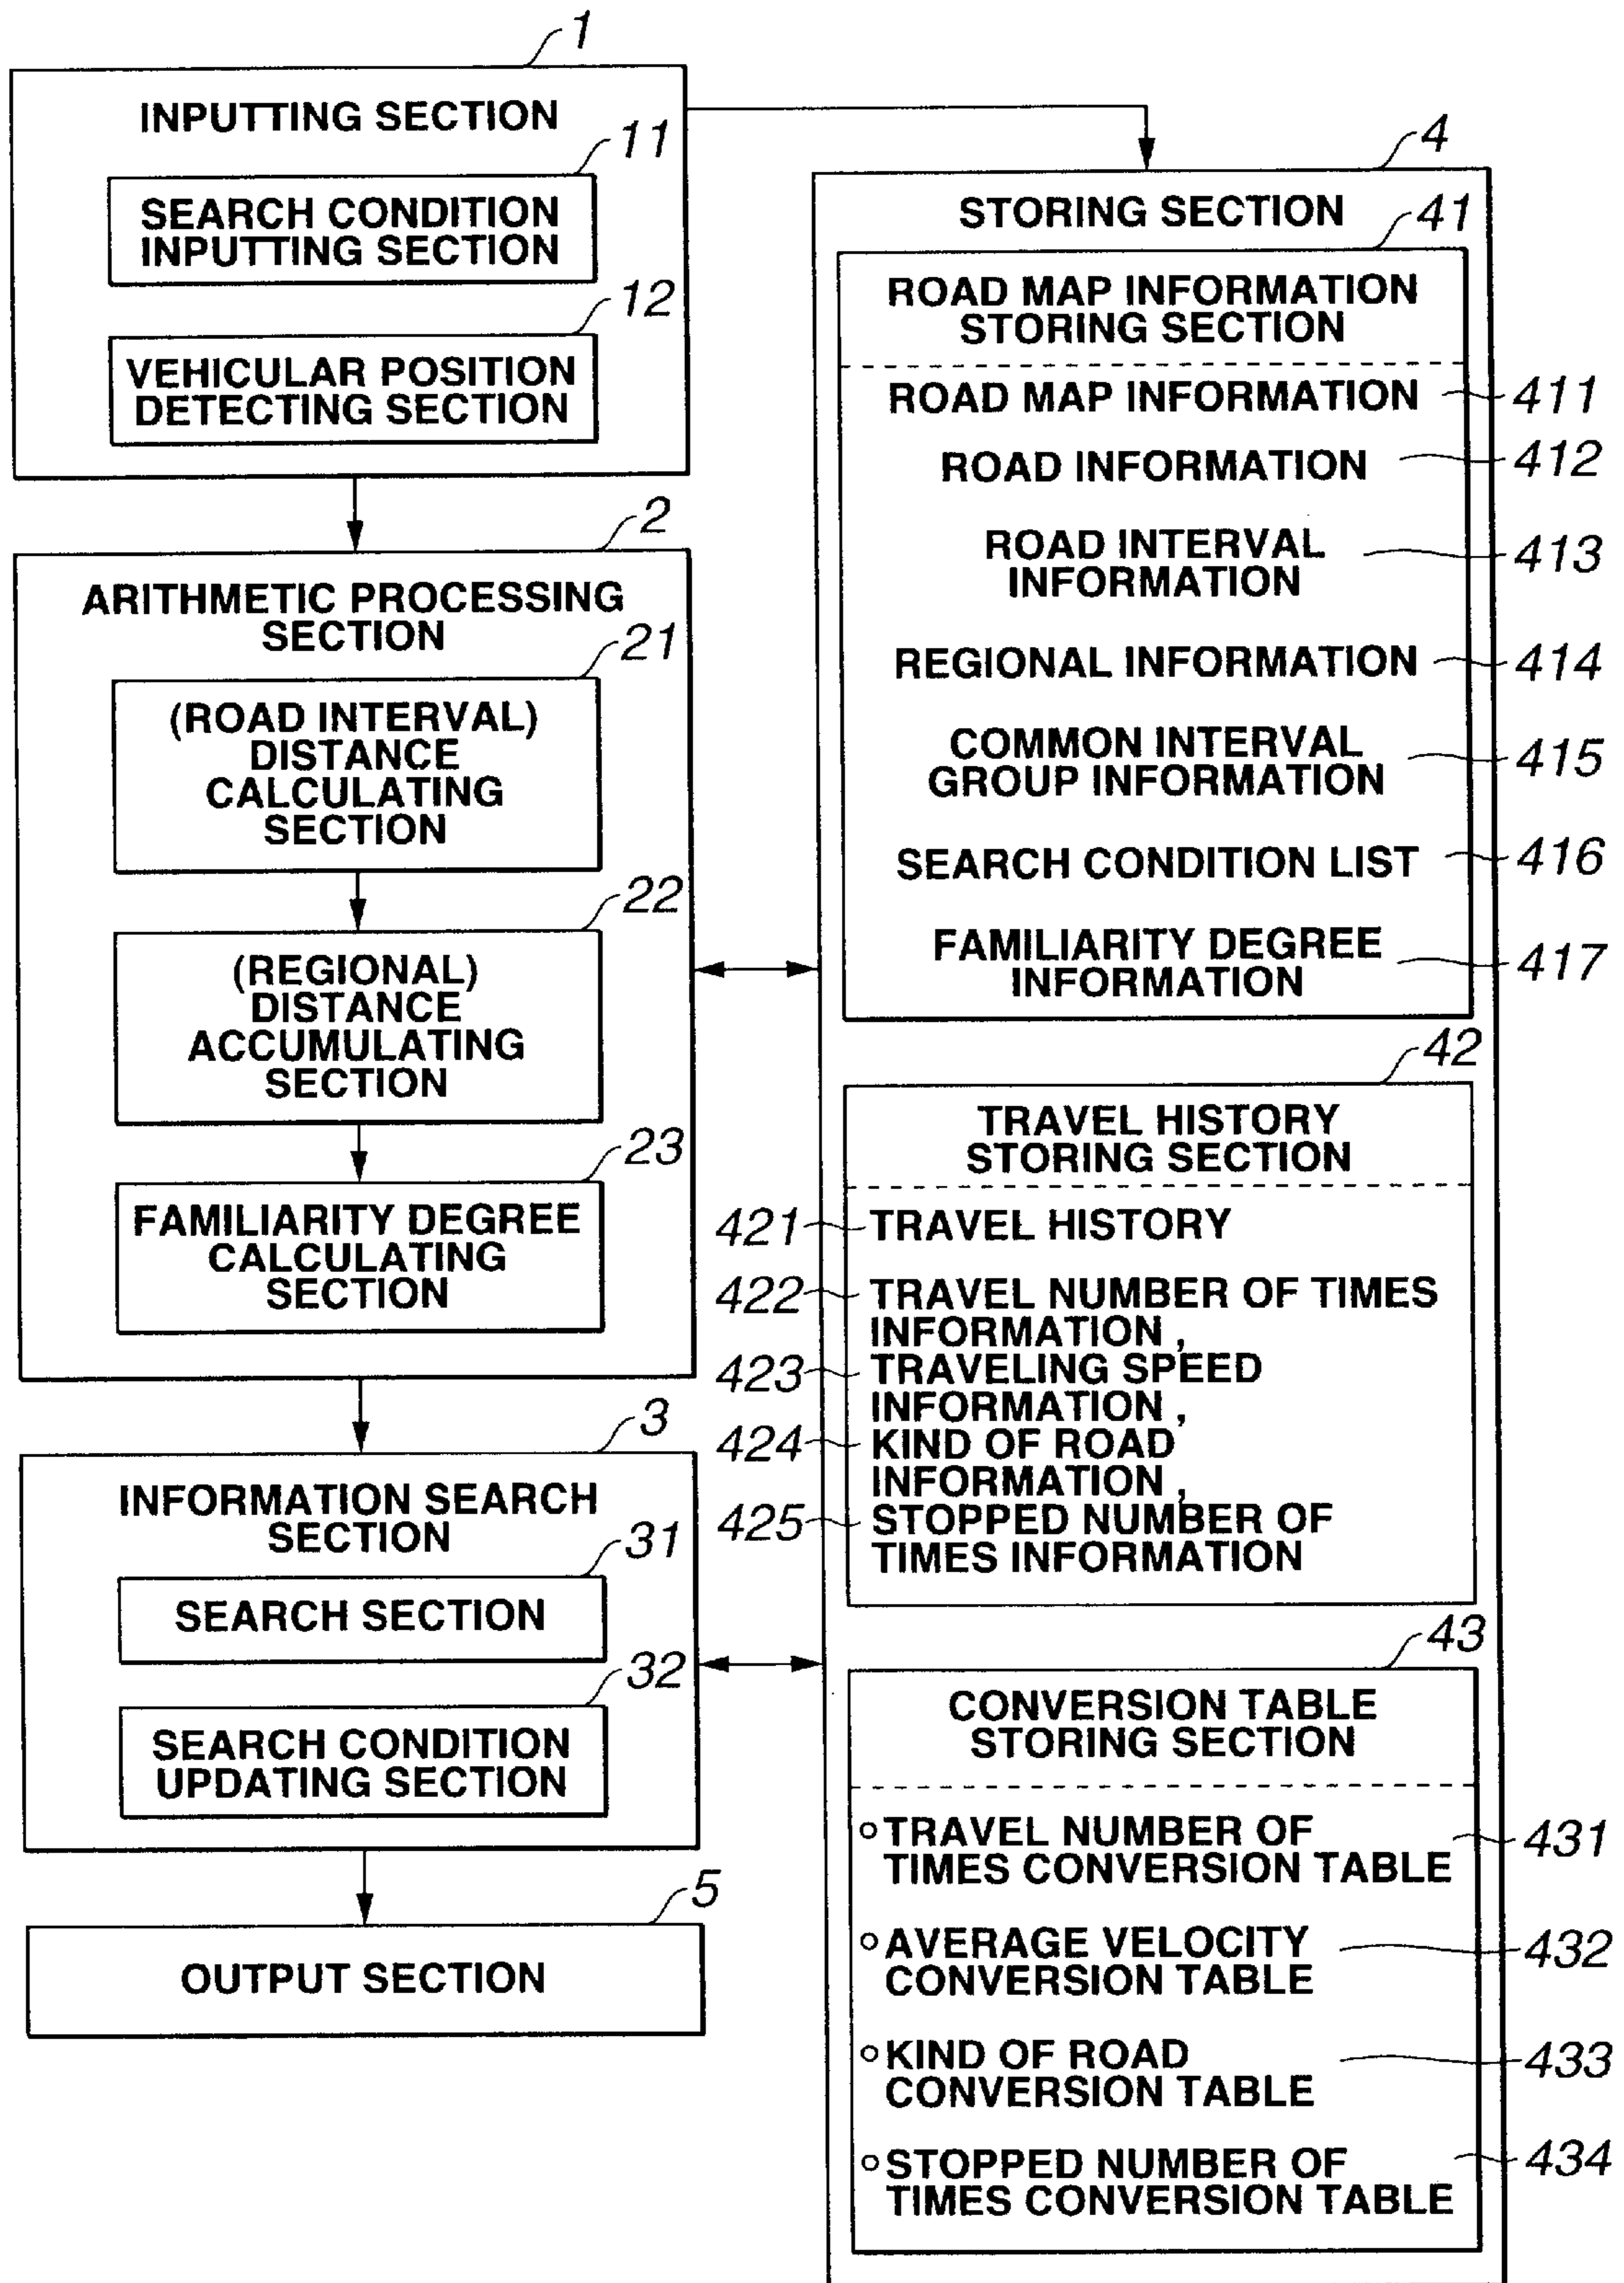 1
INPUTTING SECTION
11
SEARCH CONDITION
INPUTTING SECTION
12
VEHICULAR POSITION
DETECTING SECTION
2
ARITHMETIC PROCESSING
SECTION
21
(ROAD INTERVAL)
DISTANCE
CALCULATING
SECTION
22
(REGIONAL)
DISTANCE
ACCUMULATING
SECTION
23
FAMILIARITY DEGREE
CALCULATING
SECTION
3
INFORMATION SEARCH
SECTION
31
SEARCH SECTION
32
SEARCH CONDITION
UPDATING SECTION
5
OUTPUT SECTION
4
STORING SECTION
41
ROAD MAP INFORMATION
STORING SECTION
ROAD MAP INFORMATION 411
ROAD INFORMATION 412
ROAD INTERVAL
INFORMATION
413
REGIONAL INFORMATION 414
COMMON INTERVAL
GROUP INFORMATION
415
SEARCH CONDITION LIST 416
FAMILIARITY DEGREE
INFORMATION
417
42
TRAVEL HISTORY
STORING SECTION
421 TRAVEL HISTORY
422 TRAVEL NUMBER OF TIMES
INFORMATION ,
423 TRAVELING SPEED
INFORMATION ,
424 KIND OF ROAD
INFORMATION ,
425 STOPPED NUMBER OF
TIMES INFORMATION
43
CONVERSION TABLE
STORING SECTION
○ TRAVEL NUMBER OF
TIMES CONVERSION TABLE
431
○ AVERAGE VELOCITY
CONVERSION TABLE
432
○ KIND OF ROAD
CONVERSION TABLE
433
○ STOPPED NUMBER OF
TIMES CONVERSION TABLE
434